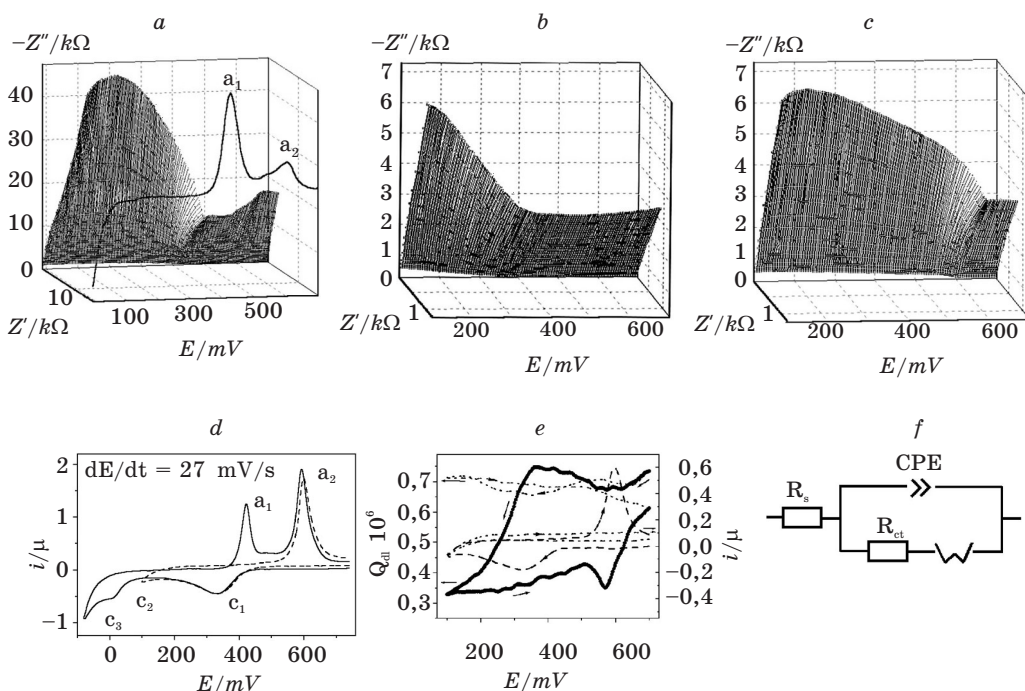 a
−Z″/kΩ
40
30
20
10
0
a1
a2
10
Z′/kΩ
100 300 500
E/mV
b
−Z″/kΩ
7
6
5
4
3
2
1
0
1
Z′/kΩ
200 400 600
E/mV
c
−Z″/kΩ
7
6
5
4
3
2
1
0
1
Z′/kΩ
200 400 600
E/mV
d
dE/dt = 27 mV/s
i/μ
2
1
0
−1
a1
a2
c3
c2
c1
0 200 400 600
E/mV
e
Qdl 10⁶
0,7
0,6
0,5
0,4
0,3
0,6
0,4
0,2
0,0
−0,2
−0,4
i/μ
200 400 600
E/mV
f
CPE
Rs
Rct
W